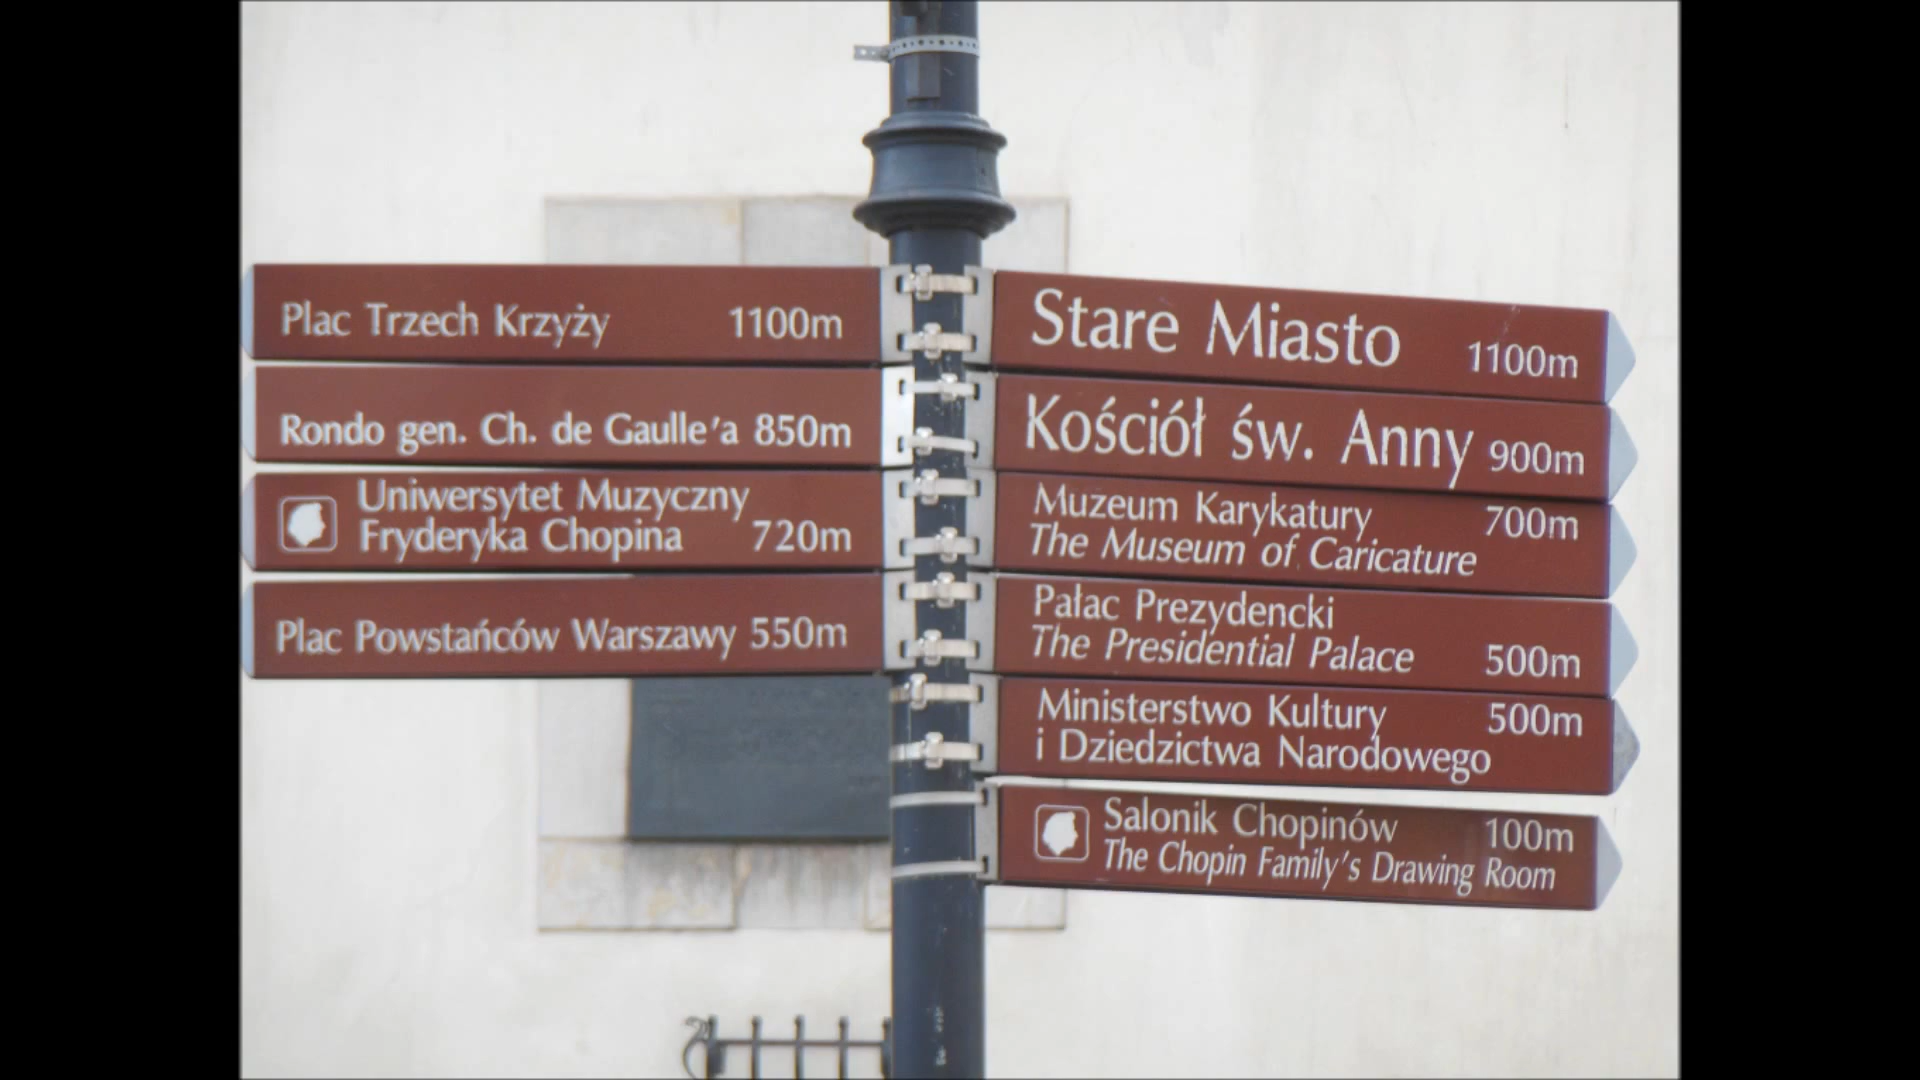 Plac Trzech Krzyży 1100m
Rondo gen. Ch. de Gaulle'a 850m
Uniwersytet Muzyczny
Fryderyka Chopina 720m
Plac Powstańców Warszawy 550m
Stare Miasto 1100m
Kościół św. Anny 900m
Muzeum Karykatury 700m
The Museum of Caricature
Pałac Prezydencki
The Presidential Palace 500m
Ministerstwo Kultury 500m
i Dziedzictwa Narodowego
Salonik Chopinów 100m
The Chopin Family's Drawing Room